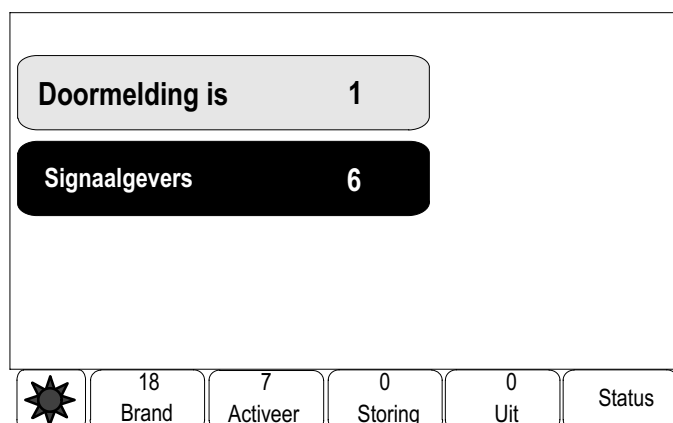 Doormelding is 1
Signaalgevers 6
18 7 0 0
Brand Activeer Storing Uit Status